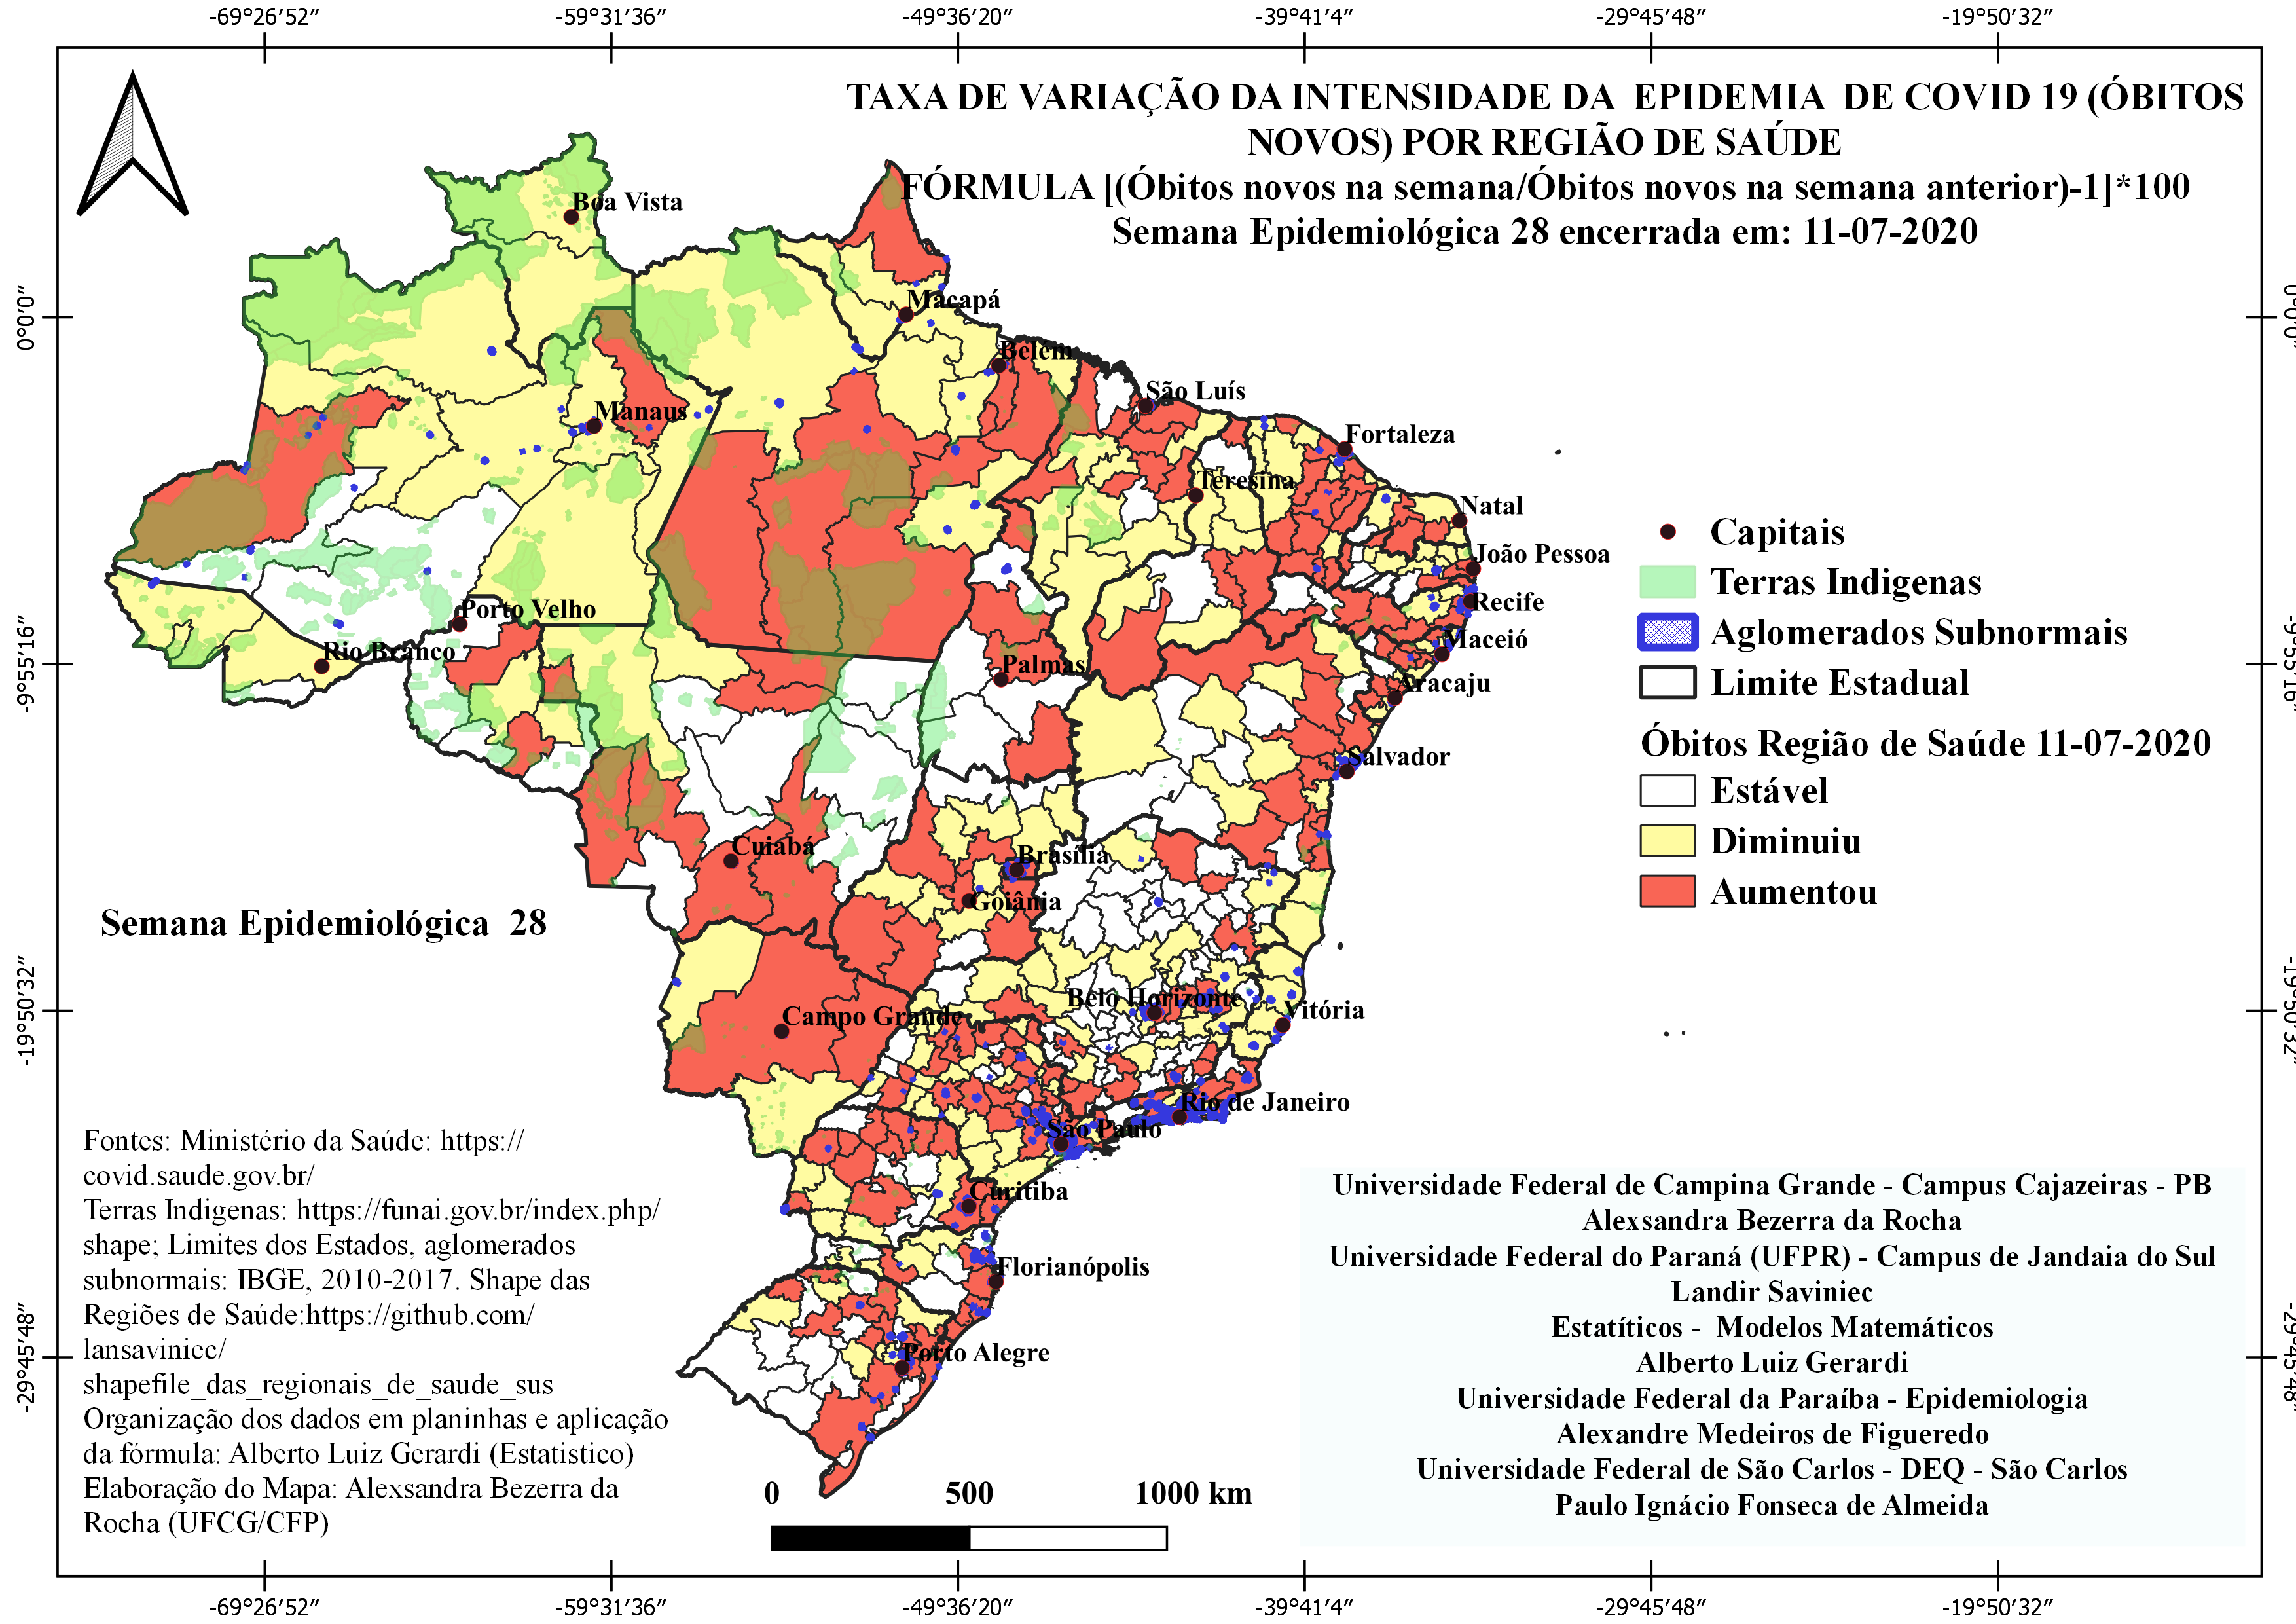 -69°26′52″ -59°31′36″ -49°36′20″ -39°41′4″ -29°45′48″ -19°50′32″
TAXA DE VARIAÇÃO DA INTENSIDADE DA EPIDEMIA DE COVID 19 (ÓBITOS
NOVOS) POR REGIÃO DE SAÚDE
FÓRMULA [(Óbitos novos na semana/Óbitos novos na semana anterior)-1]*100
Semana Epidemiológica 28 encerrada em: 11-07-2020
Boa Vista
0°0′0″
0°0′0″
Macapá
Belém
São Luís
Manaus
Fortaleza
Teresina
Natal
João Pessoa
Porto Velho
Recife
Rio Branco
Maceió
-9°55′16″
-9°55′16″
Palmas
Aracaju
Salvador
Cuiabá
Brasília
Goiânia
Belo Horizonte
Vitória
Campo Grande
-19°50′32″
-19°50′32″
Rio de Janeiro
São Paulo
Curitiba
Florianópolis
Porto Alegre
-29°45′48″
-29°45′48″
Capitais
Terras Indigenas
Aglomerados Subnormais
Limite Estadual
Óbitos Região de Saúde 11-07-2020
Estável
Diminuiu
Aumentou
Semana Epidemiológica 28
Fontes: Ministério da Saúde: https://
covid.saude.gov.br/
Terras Indigenas: https://funai.gov.br/index.php/
shape; Limites dos Estados, aglomerados
subnormais: IBGE, 2010-2017. Shape das
Regiões de Saúde:https://github.com/
lansaviniec/
shapefile_das_regionais_de_saude_sus
Organização dos dados em planinhas e aplicação
da fórmula: Alberto Luiz Gerardi (Estatistico)
Elaboração do Mapa: Alexsandra Bezerra da
Rocha (UFCG/CFP)
0 500 1000 km
Universidade Federal de Campina Grande - Campus Cajazeiras - PB
Alexsandra Bezerra da Rocha
Universidade Federal do Paraná (UFPR) - Campus de Jandaia do Sul
Landir Saviniec
Estatíticos - Modelos Matemáticos
Alberto Luiz Gerardi
Universidade Federal da Paraíba - Epidemiologia
Alexandre Medeiros de Figueredo
Universidade Federal de São Carlos - DEQ - São Carlos
Paulo Ignácio Fonseca de Almeida
-69°26′52″ -59°31′36″ -49°36′20″ -39°41′4″ -29°45′48″ -19°50′32″